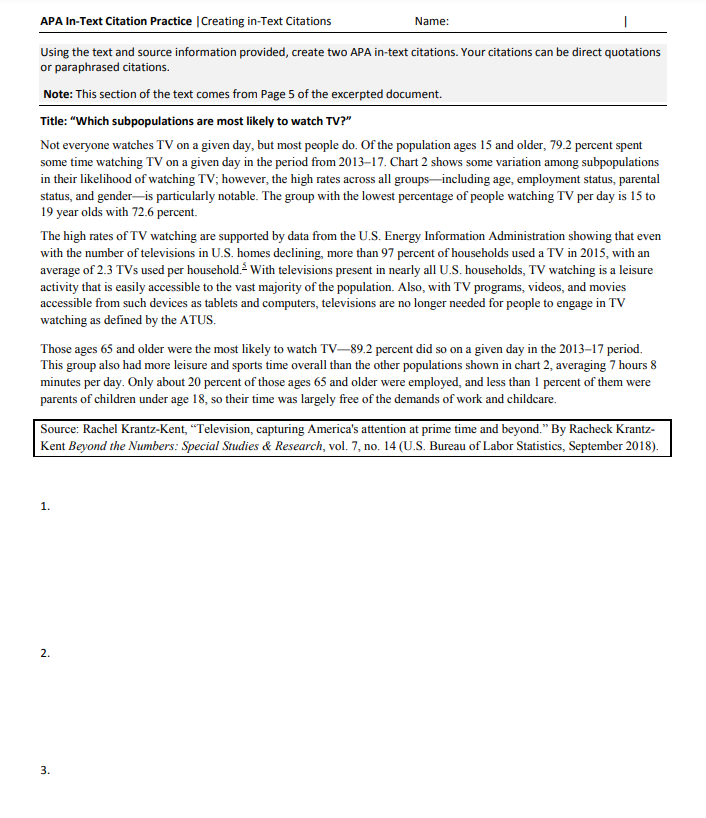 APA In-Text Citation Practice |Creating in-Text Citations Name: |
Using the text and source information provided, create two APA in-text citations. Your citations can be direct quotations
or paraphrased citations.
Note: This section of the text comes from Page 5 of the excerpted document.
Title: “Which subpopulations are most likely to watch TV?”
Not everyone watches TV on a given day, but most people do. Of the population ages 15 and older, 79.2 percent spent
some time watching TV on a given day in the period from 2013–17. Chart 2 shows some variation among subpopulations
in their likelihood of watching TV; however, the high rates across all groups—including age, employment status, parental
status, and gender—is particularly notable. The group with the lowest percentage of people watching TV per day is 15 to
19 year olds with 72.6 percent.
The high rates of TV watching are supported by data from the U.S. Energy Information Administration showing that even
with the number of televisions in U.S. homes declining, more than 97 percent of households used a TV in 2015, with an
average of 2.3 TVs used per household.⁵ With televisions present in nearly all U.S. households, TV watching is a leisure
activity that is easily accessible to the vast majority of the population. Also, with TV programs, videos, and movies
accessible from such devices as tablets and computers, televisions are no longer needed for people to engage in TV
watching as defined by the ATUS.
Those ages 65 and older were the most likely to watch TV—89.2 percent did so on a given day in the 2013–17 period.
This group also had more leisure and sports time overall than the other populations shown in chart 2, averaging 7 hours 8
minutes per day. Only about 20 percent of those ages 65 and older were employed, and less than 1 percent of them were
parents of children under age 18, so their time was largely free of the demands of work and childcare.
Source: Rachel Krantz-Kent, “Television, capturing America's attention at prime time and beyond.” By Racheck Krantz-
Kent Beyond the Numbers: Special Studies & Research, vol. 7, no. 14 (U.S. Bureau of Labor Statistics, September 2018).
1.
2.
3.